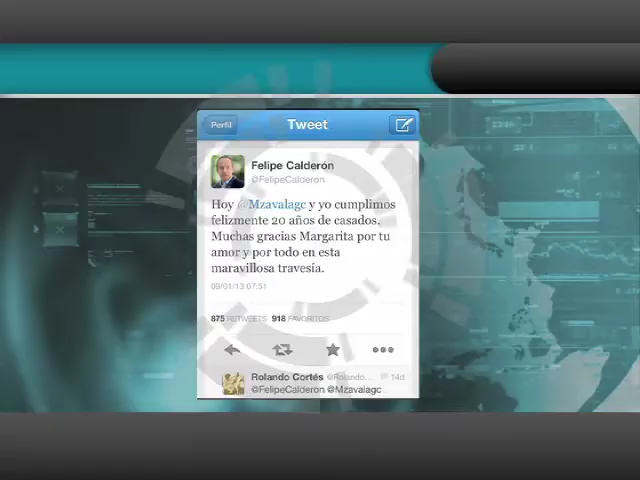 Perfil
Tweet
Felipe Calderón
@FelipeCalderon
Hoy @Mzavalagc y yo cumplimos
felizmente 20 años de casados.
Muchas gracias Margarita por tu
amor y por todo en esta
maravillosa travesía.
09/01/13 07:51
875 RETWEETS 918 FAVORITOS
Rolando Cortés @Rolando... 14d
@FelipeCalderon @Mzavalagc